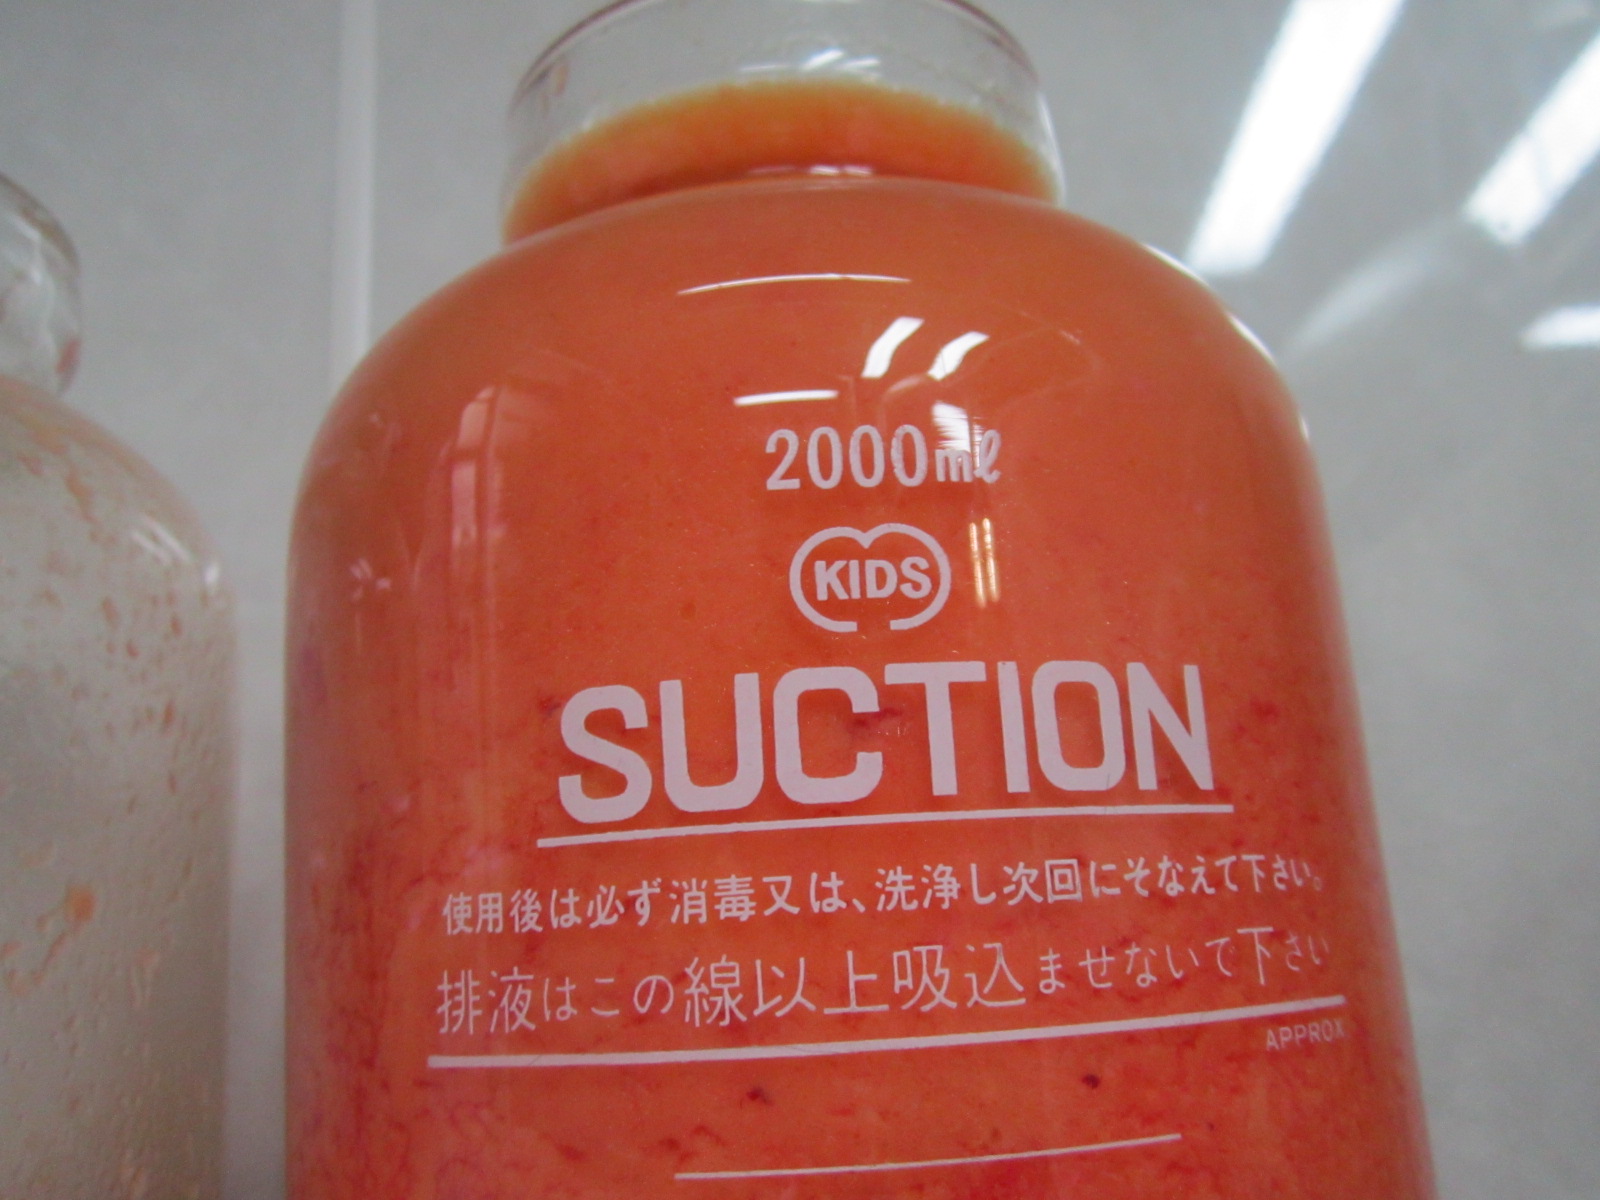 2000mℓ
KIDS
SUCTION
使用後は必ず消毒又は、洗浄し次回にそなえて下さい。
排液はこの線以上吸込ませないで下さい
APPROX